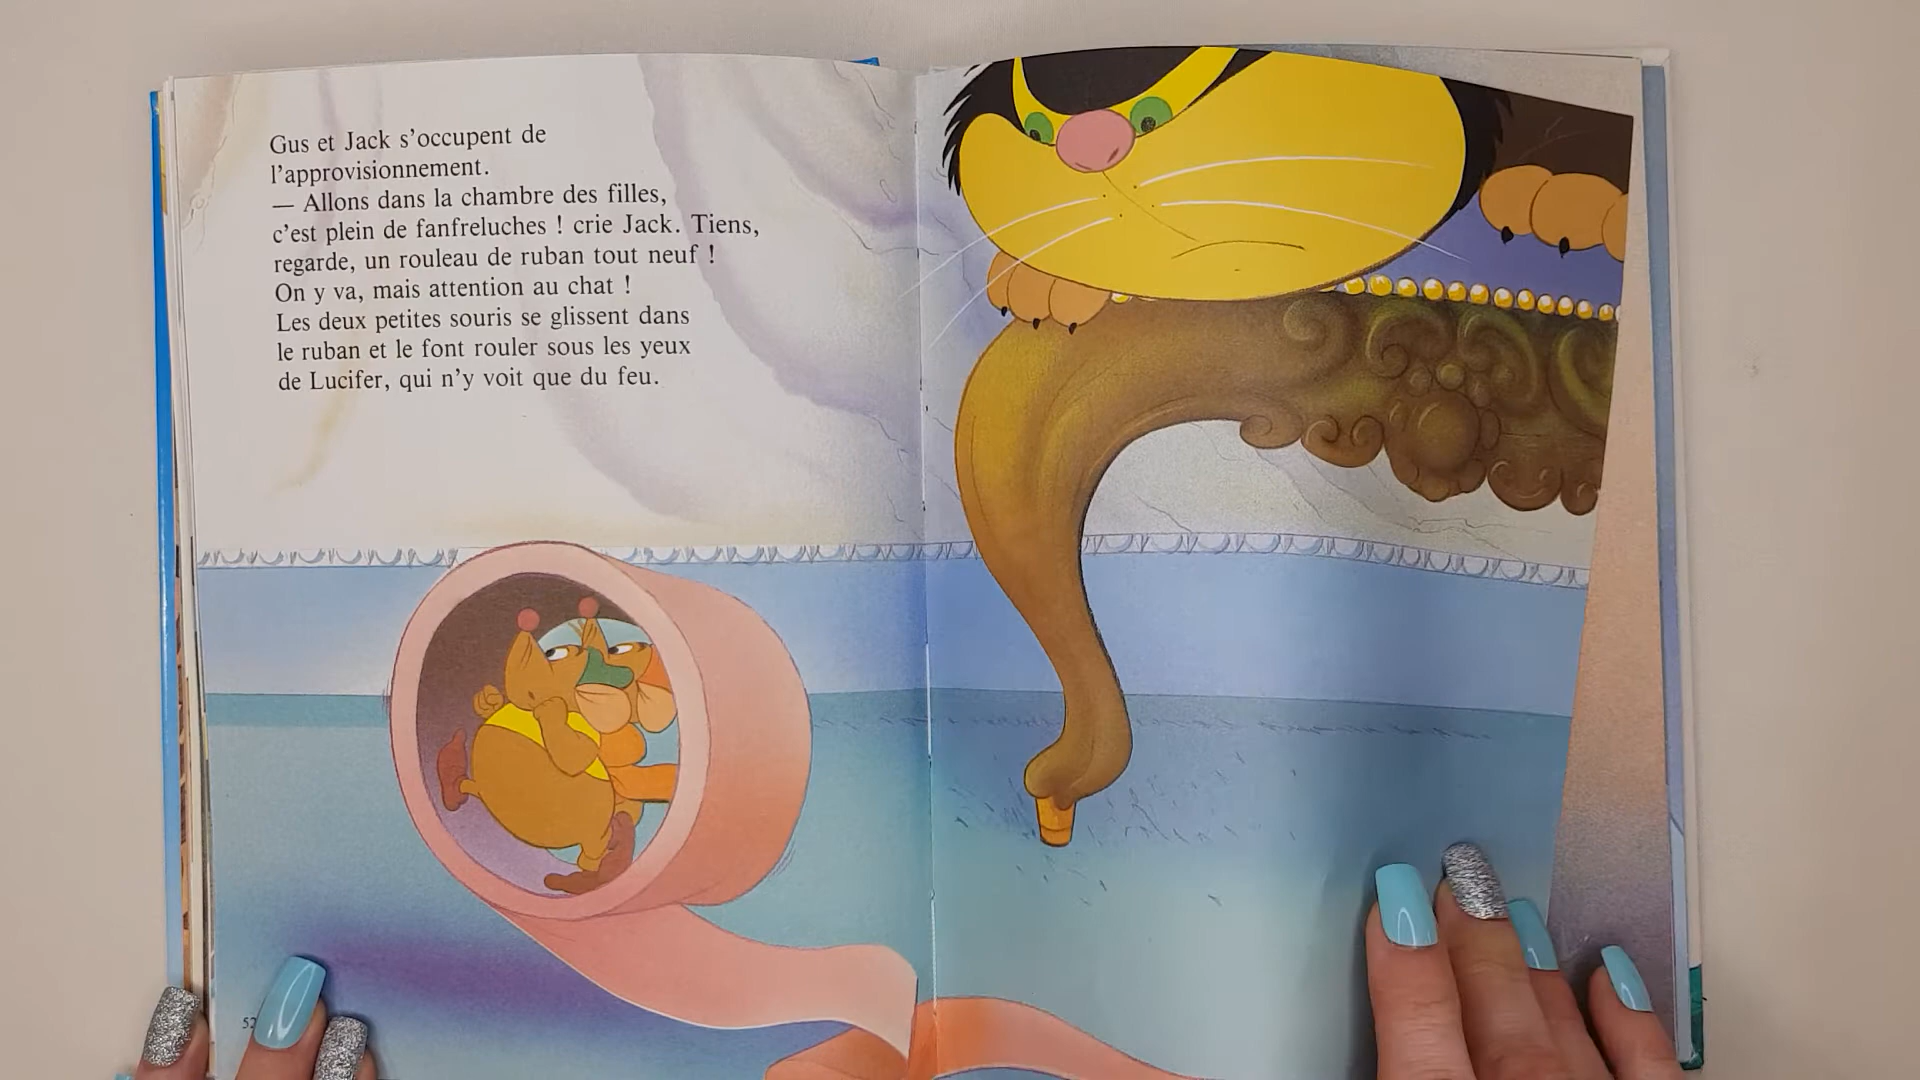 Gus et Jack s'occupent de
l'approvisionnement.
— Allons dans la chambre des filles,
c'est plein de fanfreluches ! crie Jack. Tiens,
regarde, un rouleau de ruban tout neuf !
On y va, mais attention au chat !
Les deux petites souris se glissent dans
le ruban et le font rouler sous les yeux
de Lucifer, qui n'y voit que du feu.
52